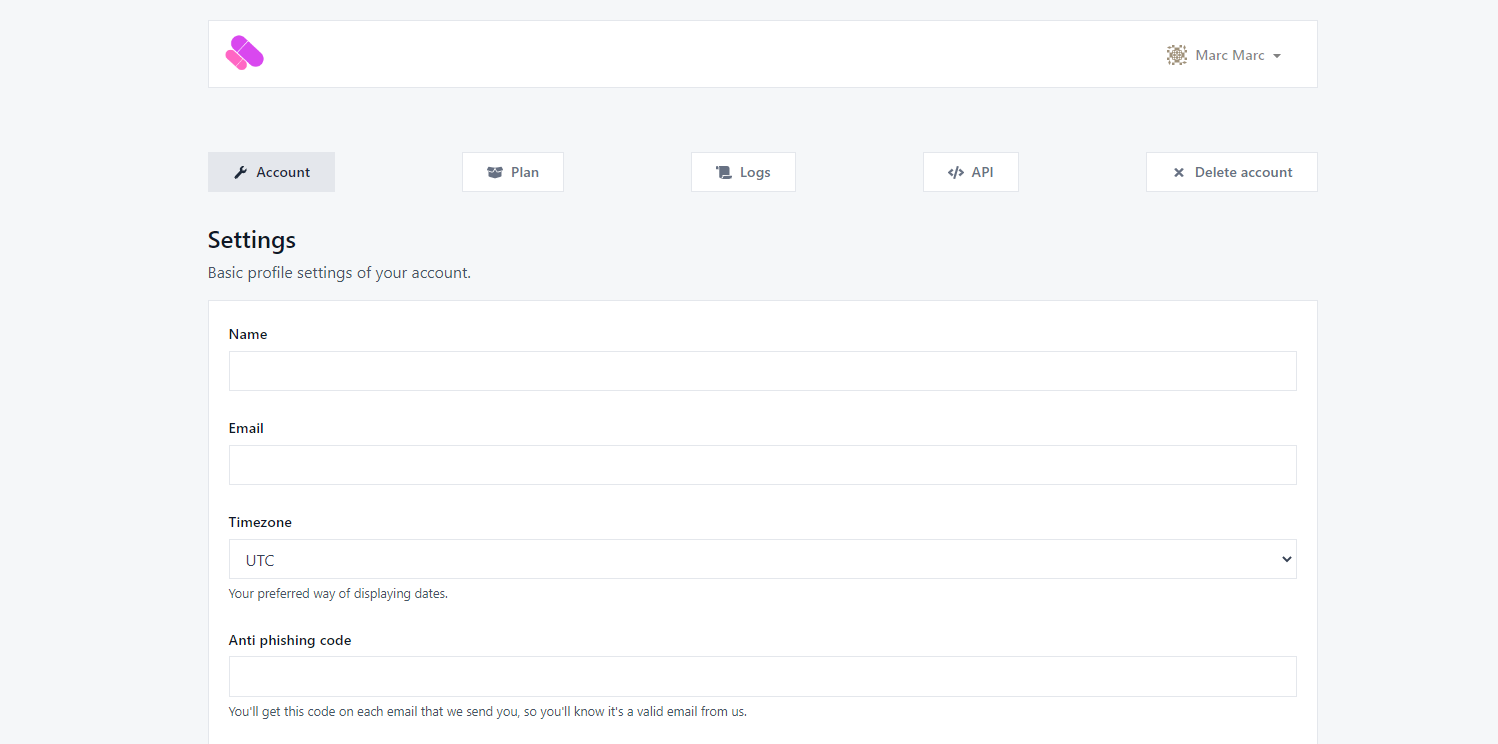 Marc Marc
Account
Plan
Logs
API
Delete account
Settings
Basic profile settings of your account.
Name
Email
Timezone
UTC
Your preferred way of displaying dates.
Anti phishing code
You'll get this code on each email that we send you, so you'll know it's a valid email from us.